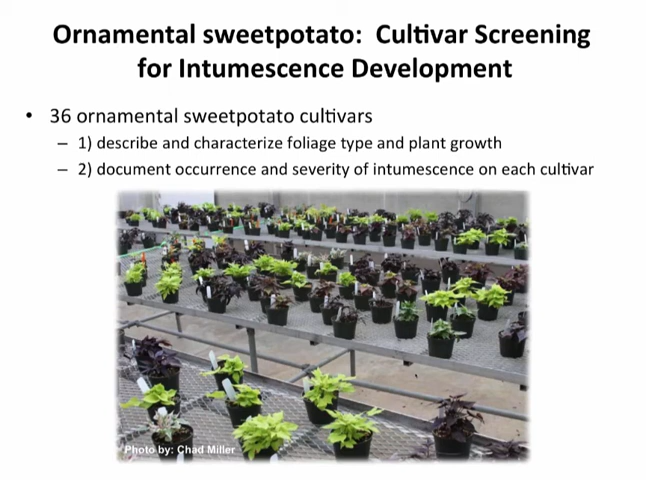 Ornamental sweetpotato:  Cultivar Screening
for Intumescence Development
• 36 ornamental sweetpotato cultivars
– 1) describe and characterize foliage type and plant growth
– 2) document occurrence and severity of intumescence on each cultivar
Photo by: Chad Miller